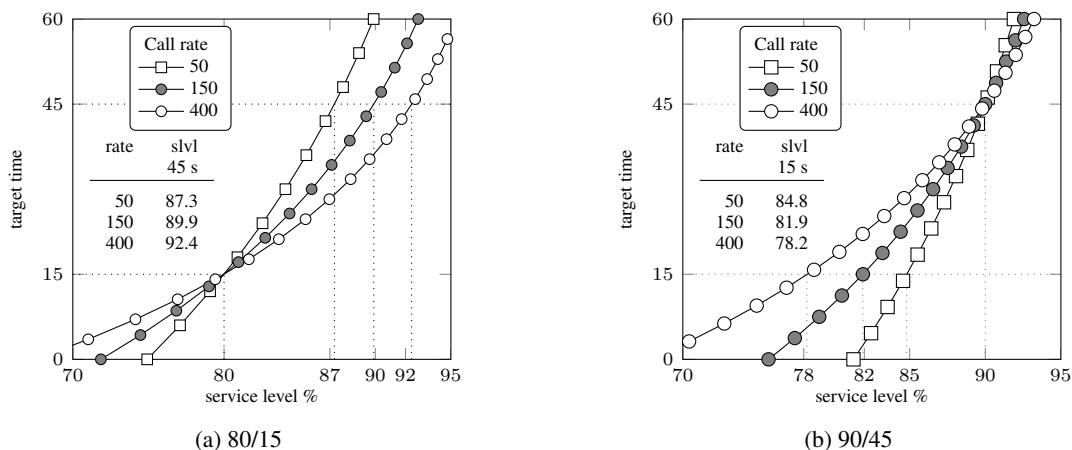 60
45
30
15
0
target time
Call rate
50
150
400
rate slvl
45 s
50 87.3
150 89.9
400 92.4
70 80 87 90 92 95
service level %
(a) 80/15
60
45
30
15
0
target time
Call rate
50
150
400
rate slvl
15 s
50 84.8
150 81.9
400 78.2
70 78 82 85 90 95
service level %
(b) 90/45